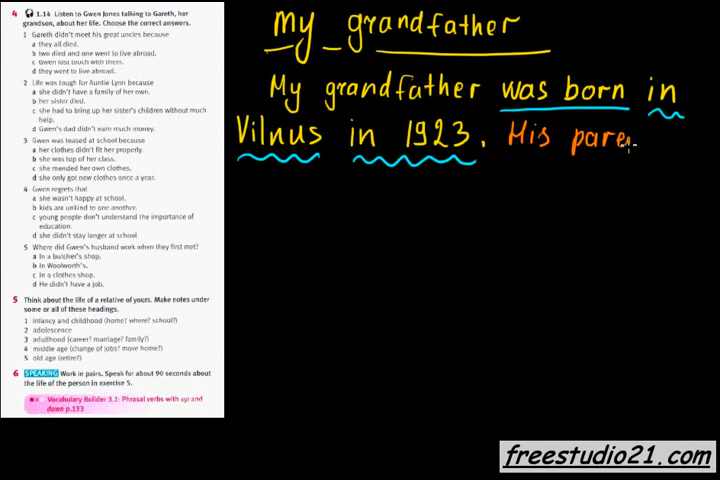 4 1.14 Listen to Gwen Jones talking to Gareth, her
grandson, about her life. Choose the correct answers.
1 Gareth didn't meet his great uncles because
a they all died.
b two died and one went to live abroad.
c Gwen lost touch with them.
d they went to live abroad.
2 Life was tough for Auntie Lynn because
a she didn't have a family of her own.
b her sister died.
c she had to bring up her sister's children without much
help.
d Gwen's dad didn't earn much money.
3 Gwen was teased at school because
a her clothes didn't fit her properly.
b she was top of her class.
c she mended her own clothes.
d she only got new clothes once a year.
4 Gwen regrets that
a she wasn't happy at school.
b kids are unkind to one another.
c young people don't understand the importance of
education.
d she didn't stay longer at school.
5 Where did Gwen's husband work when they first met?
a In a butcher's shop.
b In Woolworth's.
c In a clothes shop.
d He didn't have a job.
5 Think about the life of a relative of yours. Make notes under
some or all of these headings.
1 infancy and childhood (home? where? school?)
2 adolescence
3 adulthood (career? marriage? family?)
4 middle age (change of jobs? move home?)
5 old age (retire?)
6 SPEAKING Work in pairs. Speak for about 90 seconds about
the life of the person in exercise 5.
Vocabulary Builder 3.1: Phrasal verbs with up and
down p.133
my grandfather
My grandfather was born in
Vilnus in 1923. His pare
freestudio21.com